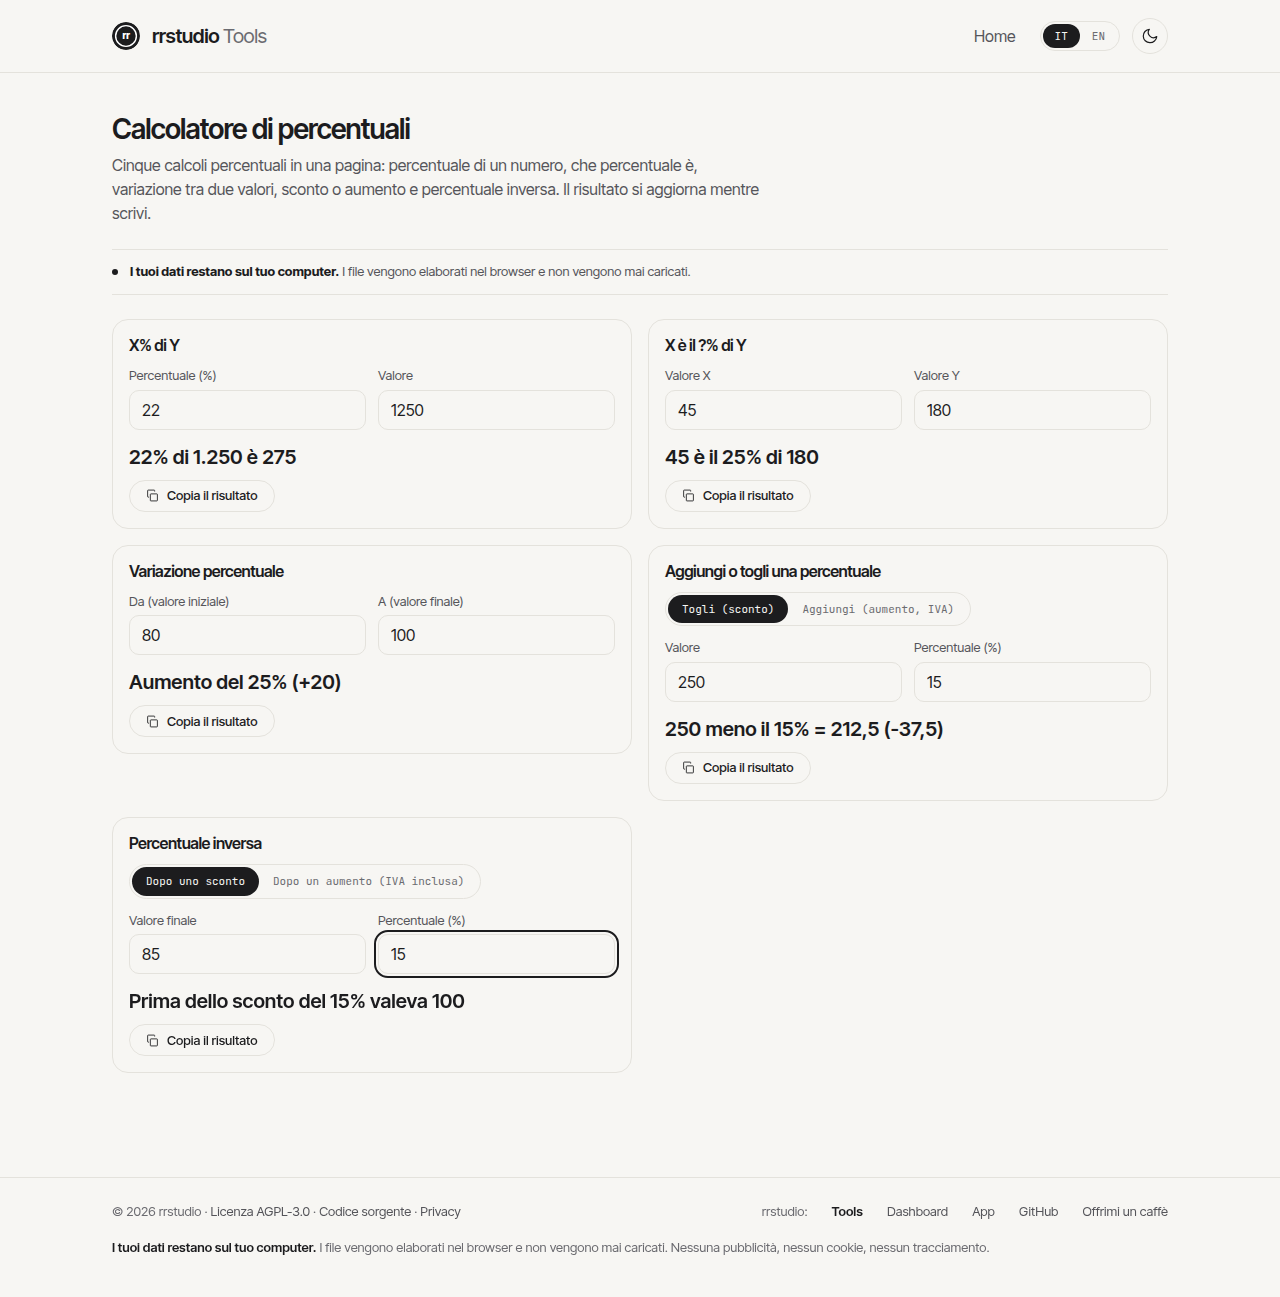 rr rrstudio Tools
Home
IT EN
Calcolatore di percentuali
Cinque calcoli percentuali in una pagina: percentuale di un numero, che percentuale è,
variazione tra due valori, sconto o aumento e percentuale inversa. Il risultato si aggiorna mentre
scrivi.
I tuoi dati restano sul tuo computer. I file vengono elaborati nel browser e non vengono mai caricati.
X% di Y
Percentuale (%) Valore
22 1250
22% di 1.250 è 275
Copia il risultato
X è il ?% di Y
Valore X Valore Y
45 180
45 è il 25% di 180
Copia il risultato
Variazione percentuale
Da (valore iniziale) A (valore finale)
80 100
Aumento del 25% (+20)
Copia il risultato
Aggiungi o togli una percentuale
Togli (sconto) Aggiungi (aumento, IVA)
Valore Percentuale (%)
250 15
250 meno il 15% = 212,5 (-37,5)
Copia il risultato
Percentuale inversa
Dopo uno sconto Dopo un aumento (IVA inclusa)
Valore finale Percentuale (%)
85 15
Prima dello sconto del 15% valeva 100
Copia il risultato
© 2026 rrstudio · Licenza AGPL-3.0 · Codice sorgente · Privacy
rrstudio: Tools Dashboard App GitHub Offrimi un caffè
I tuoi dati restano sul tuo computer. I file vengono elaborati nel browser e non vengono mai caricati. Nessuna pubblicità, nessun cookie, nessun tracciamento.